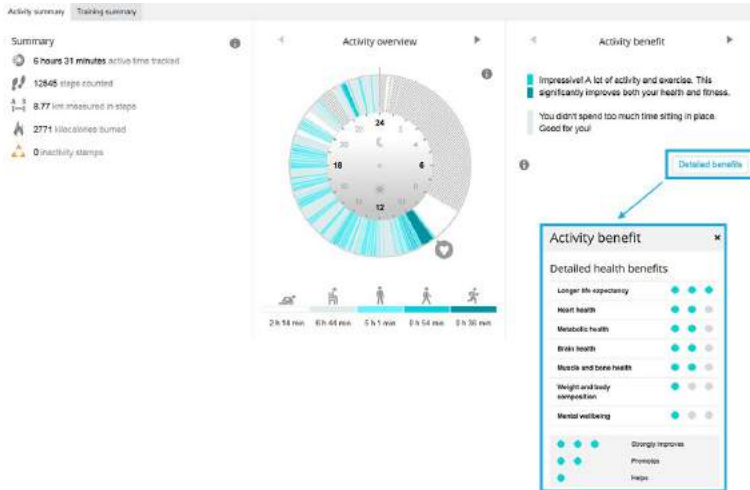 Activity summary
Training summary
Summary
6 hours 31 minutes active time tracked
12845 steps counted
8.77 km measured in steps
2771 kilocalories burned
0 inactivity stamps
Activity overview
24
18
6
12
2 h 14 min
6 h 44 min
5 h 1 min
0 h 54 min
0 h 36 min
Activity benefit
Impressive! A lot of activity and exercise. This
significantly improves both your health and fitness.
You didn't spend too much time sitting in place.
Good for you!
Detailed benefits
Activity benefit
Detailed health benefits
Longer life expectancy
Heart health
Metabolic health
Brain health
Muscle and bone health
Weight and body
composition
Mental wellbeing
Strongly improves
Promotes
Helps